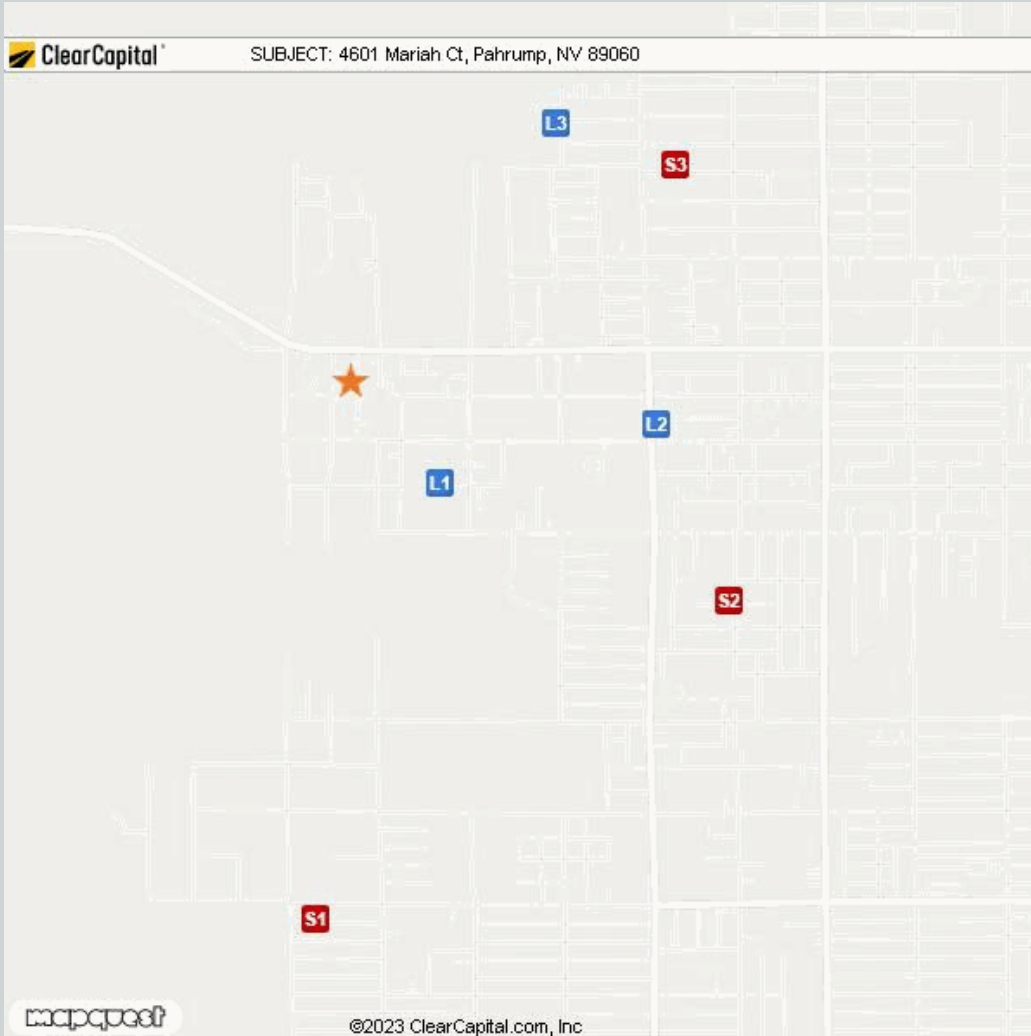 ClearCapital
SUBJECT: 4601 Mariah Ct, Pahrump, NV 89060
L3
S3
L2
L1
S2
S1
mapquest
©2023 ClearCapital.com, Inc